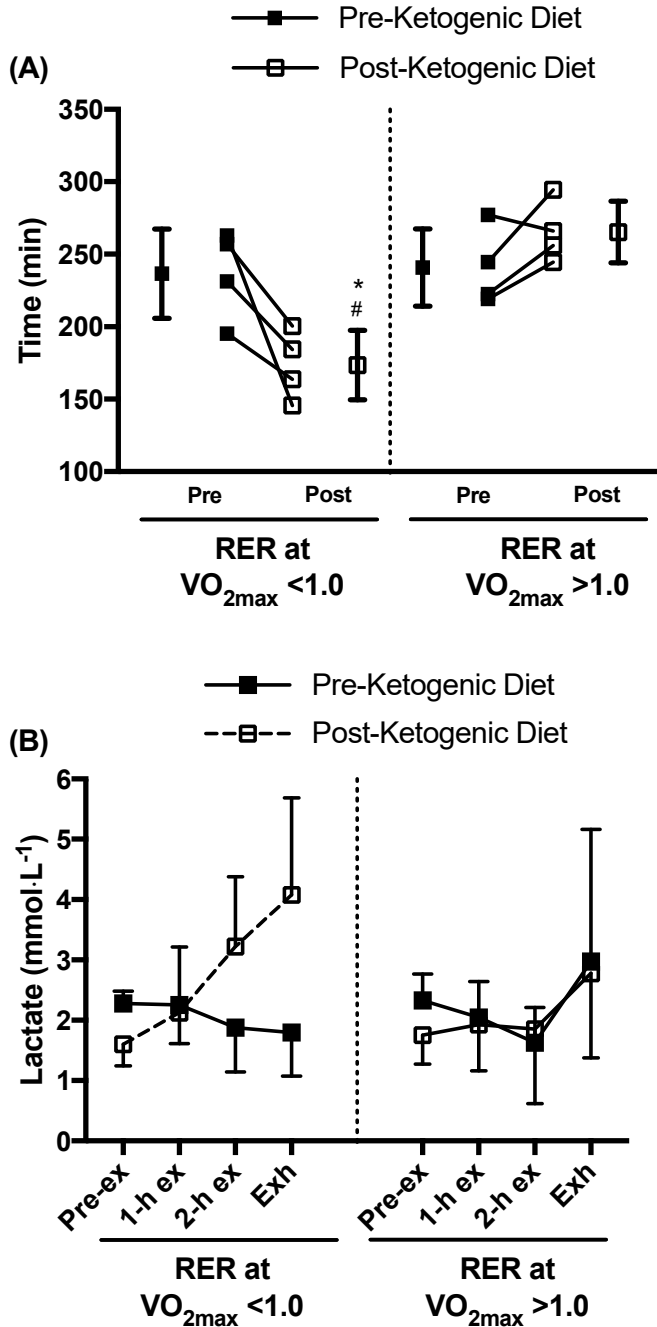 Pre-Ketogenic Diet
(A)
Post-Ketogenic Diet
350
300
250
200
150
100
Time (min)
*
#
Pre Post Pre Post
RER at RER at
VO2max <1.0 VO2max >1.0
Pre-Ketogenic Diet
(B)
Post-Ketogenic Diet
6
5
4
3
2
1
0
Lactate (mmol·L-1)
Pre-ex 1-h ex 2-h ex Exh Pre-ex 1-h ex 2-h ex Exh
RER at RER at
VO2max <1.0 VO2max >1.0